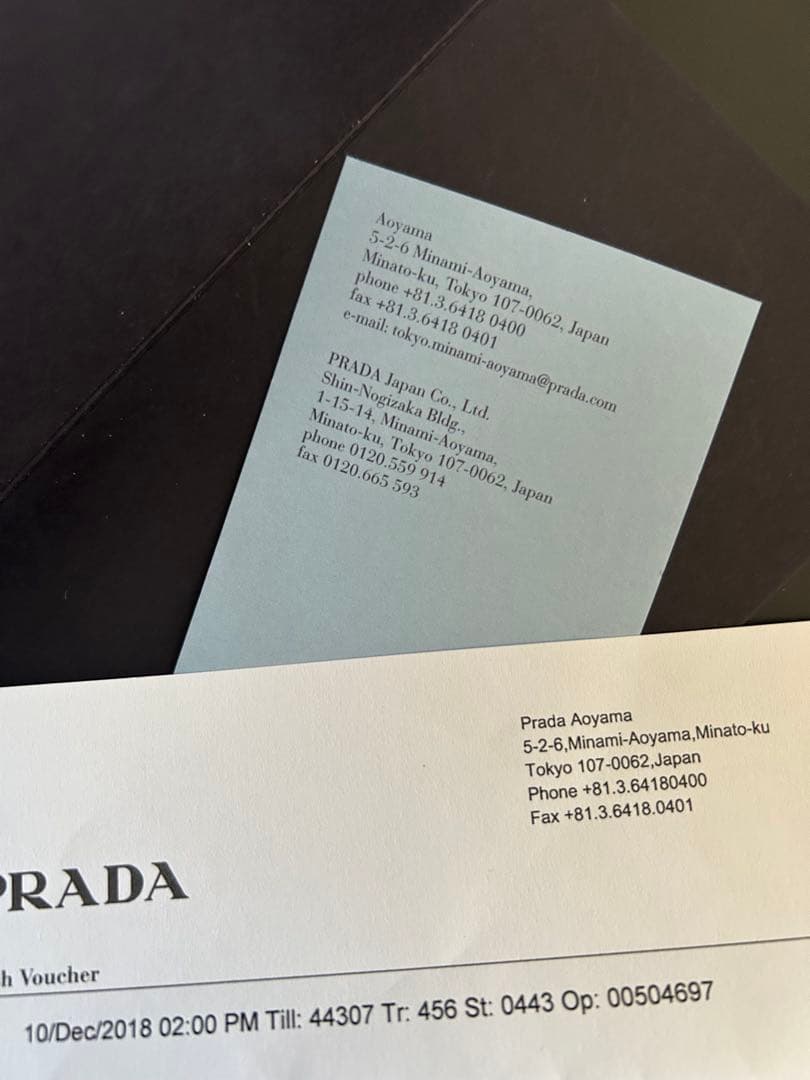 Aoyama
5-2-6 Minami-Aoyama,
Minato-ku, Tokyo 107-0062, Japan
phone +81.3.6418 0400
fax +81.3.6418 0401
e-mail: tokyo.minami-aoyama@prada.com
PRADA Japan Co., Ltd.
Shin-Nogizaka Bldg.,
1-15-14, Minami-Aoyama,
Minato-ku, Tokyo 107-0062, Japan
phone 0120.559 914
fax 0120.665 593
Prada Aoyama
5-2-6,Minami-Aoyama,Minato-ku
Tokyo 107-0062,Japan
Phone +81.3.64180400
Fax +81.3.6418.0401
PRADA
h Voucher
10/Dec/2018 02:00 PM Till: 44307 Tr: 456 St: 0443 Op: 00504697